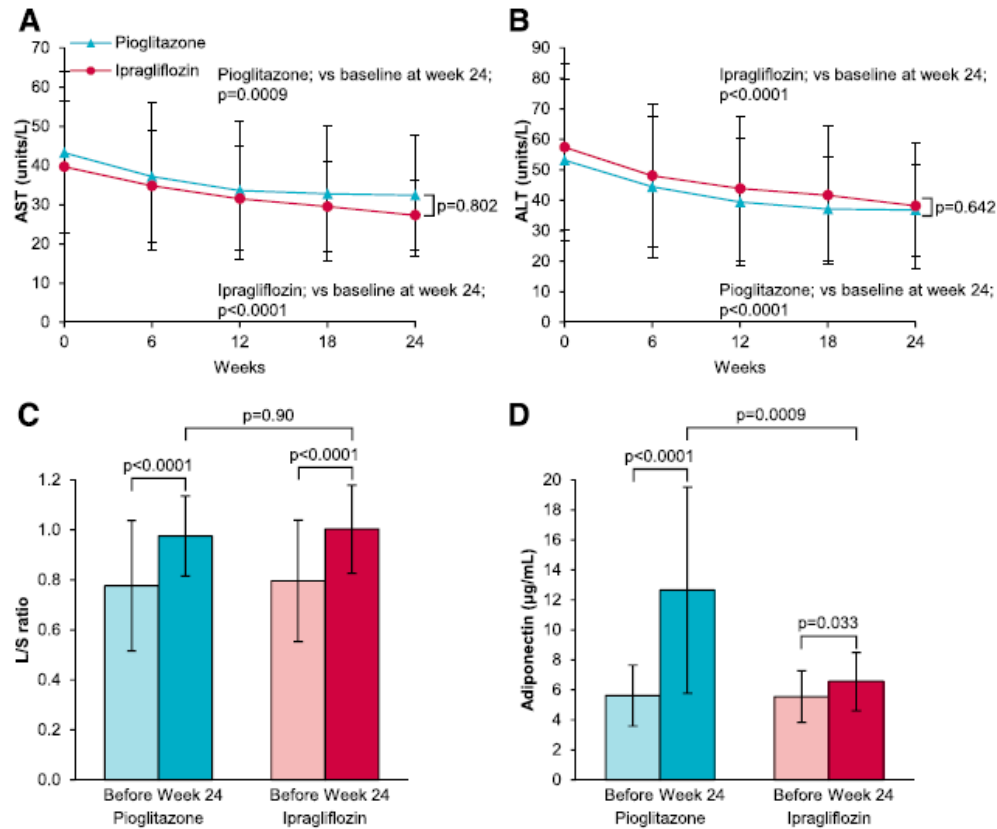 A
Pioglitazone
Ipragliflozin
AST (units/L)
70
60
50
40
30
20
10
0
Pioglitazone; vs baseline at week 24;
p=0.0009
p=0.802
Ipragliflozin; vs baseline at week 24;
p<0.0001
0 6 12 18 24
Weeks
B
ALT (units/L)
90
80
70
60
50
40
30
20
10
0
Ipragliflozin; vs baseline at week 24;
p<0.0001
p=0.642
Pioglitazone; vs baseline at week 24;
p<0.0001
0 6 12 18 24
Weeks
C
p=0.90
p<0.0001
p<0.0001
L/S ratio
1.2
1.0
0.8
0.6
0.4
0.2
0.0
Before Week 24 Before Week 24
Pioglitazone Ipragliflozin
D
p=0.0009
p<0.0001
p=0.033
Adiponectin (μg/mL)
20
18
16
14
12
10
8
6
4
2
0
Before Week 24 Before Week 24
Pioglitazone Ipragliflozin